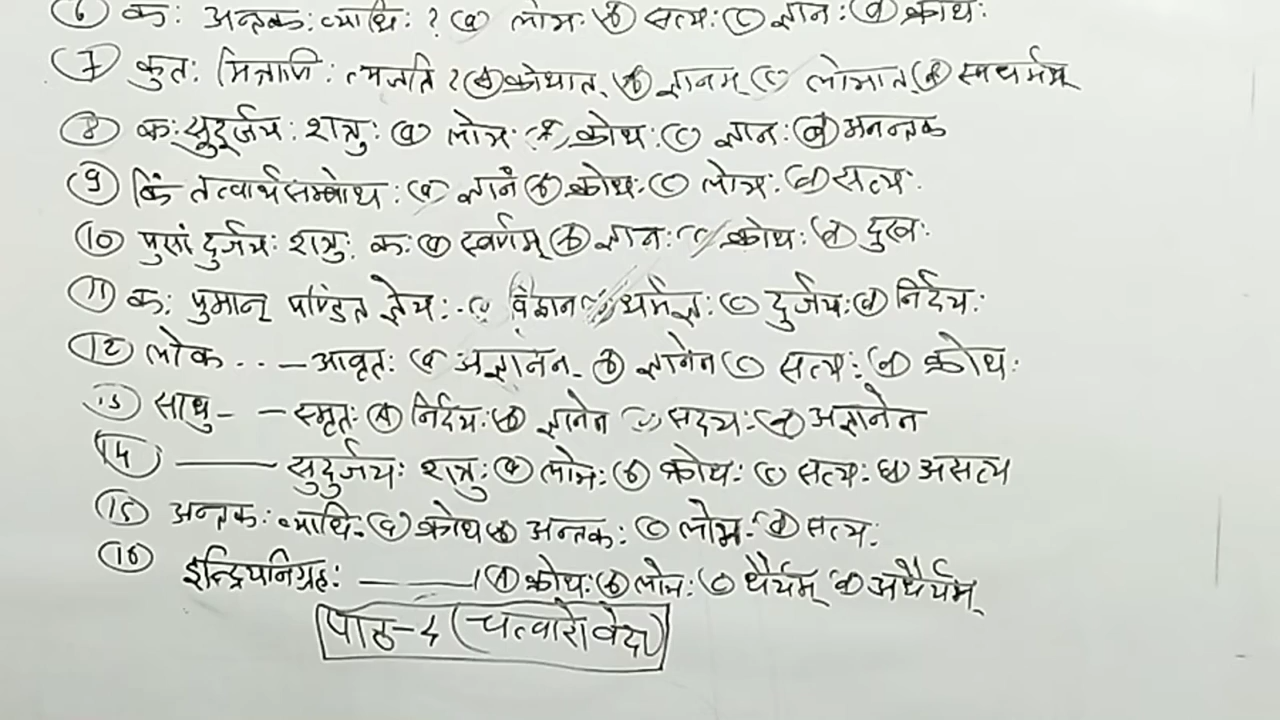 (6) कः अन्तकः व्याधिः ? (a) लोभः (b) सत्यः (c) ज्ञानः (d) क्रोधः
(7) कुतः मित्राणि त्यजति ? (a) क्रोधात् (b) ज्ञानम् (c) लोभात् (d) स्वधर्मम्
(8) कः सुदुर्जयः शत्रुः (a) लोभः (b) क्रोधः (c) ज्ञानः (d) अनन्तक
(9) किं तत्वार्थसम्बोधः (a) ज्ञानं (b) क्रोधः (c) लोभः (d) सत्यः
(10) पुसां दुर्जयः शत्रुः कः (a) स्वर्णम् (b) ज्ञानः (c) क्रोधः (d) दुखः
(11) कः पुमान् पण्डित ज्ञेयः धर्मज्ञः (c) दुर्जयः (d) निर्दयः
(12) लोक . . — आवृतः (a) अज्ञानेन (b) ज्ञानेन (c) सत्यः (d) क्रोधः
(13) साधु - - स्मृतः (a) निर्दयः (b) ज्ञानेन (c) सदयः (d) अज्ञानेन
(14) ——— सुदुर्जयः शत्रुः (a) लोभः (b) क्रोधः (c) सत्यः (d) असत्य
(15) अन्तकः व्याधि- (a) क्रोध (b) अन्तकः (c) लोभः (d) सत्यः
(16) इन्द्रियनिग्रहः ———। (a) क्रोधः (b) लोभः (c) धैर्यम् (d) अधैर्यम्
पाठ-4 (चत्वारो वेदा)